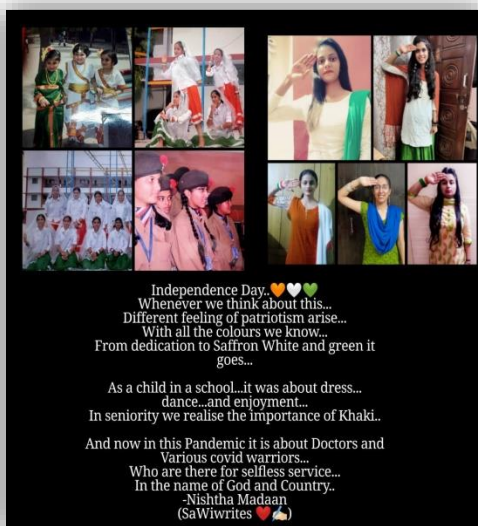 Independence Day..🧡🤍💚
Whenever we think about this...
Different feeling of patriotism arise...
With all the colours we know...
From dedication to Saffron White and green it
goes...
As a child in a school...it was about dress...
dance...and enjoyment...
In seniority we realise the importance of Khaki..
And now in this Pandemic it is about Doctors and
Various covid warriors...
Who are there for selfless service...
In the name of God and Country..
-Nishtha Madaan
(SaWiwrites ❤️✍🏻)